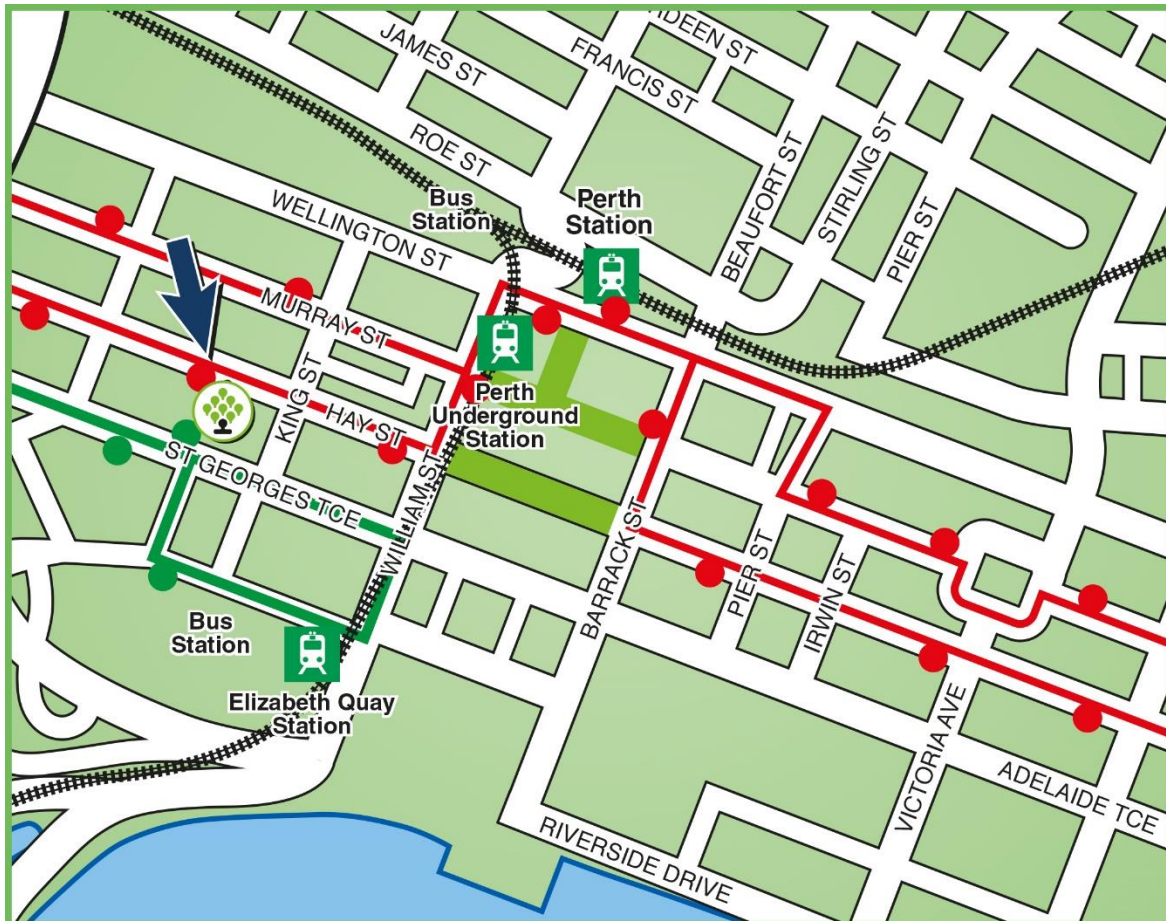 DEEN ST
JAMES ST
FRANCIS ST
ROE ST
BEAUFORT ST
STIRLING ST
PIER ST
Bus
Station
Perth
Station
WELLINGTON ST
MURRAY ST
KING ST
HAY ST
Perth
Underground
Station
ST GEORGES TCE
WILLIAM ST
BARRACK ST
PIER ST
IRWIN ST
Bus
Station
Elizabeth Quay
Station
VICTORIA AVE
ADELAIDE TCE
RIVERSIDE DRIVE